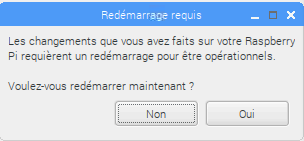 Redémarrage requis
Les changements que vous avez faits sur votre Raspberry
Pi requièrent un redémarrage pour être opérationnels.
Voulez-vous redémarrer maintenant ?
Non
Oui